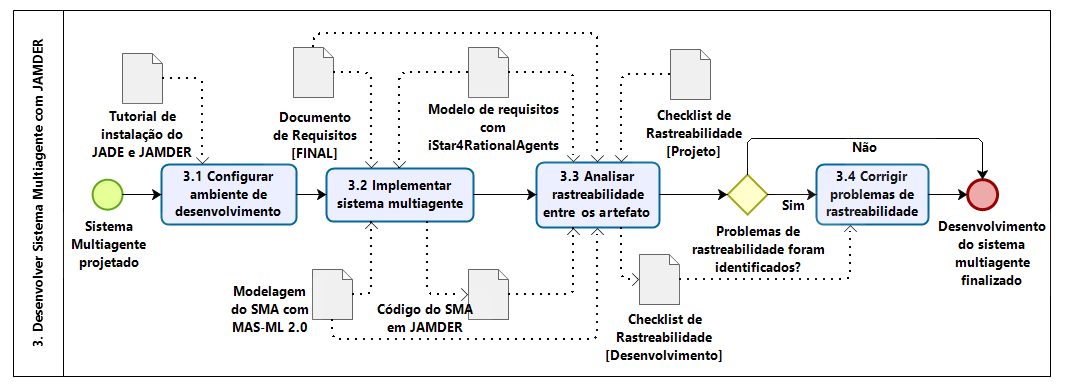 3. Desenvolver Sistema Multiagente com JAMDER
Tutorial de
instalação do
JADE e JAMDER
Documento
de Requisitos
[FINAL]
Modelo de requisitos
com
iStar4RationalAgents
Checklist de
Rastreabilidade
[Projeto]
Sistema
Multiagente
projetado
3.1 Configurar
ambiente de
desenvolvimento
3.2 Implementar
sistema multiagente
3.3 Analisar
rastreabilidade
entre os artefato
Problemas de
rastreabilidade foram
identificados?
Não
Sim
3.4 Corrigir
problemas de
rastreabilidade
Desenvolvimento
do sistema
multiagente
finalizado
Modelagem
do SMA com
MAS-ML 2.0
Código do SMA
em JAMDER
Checklist de
Rastreabilidade
[Desenvolvimento]